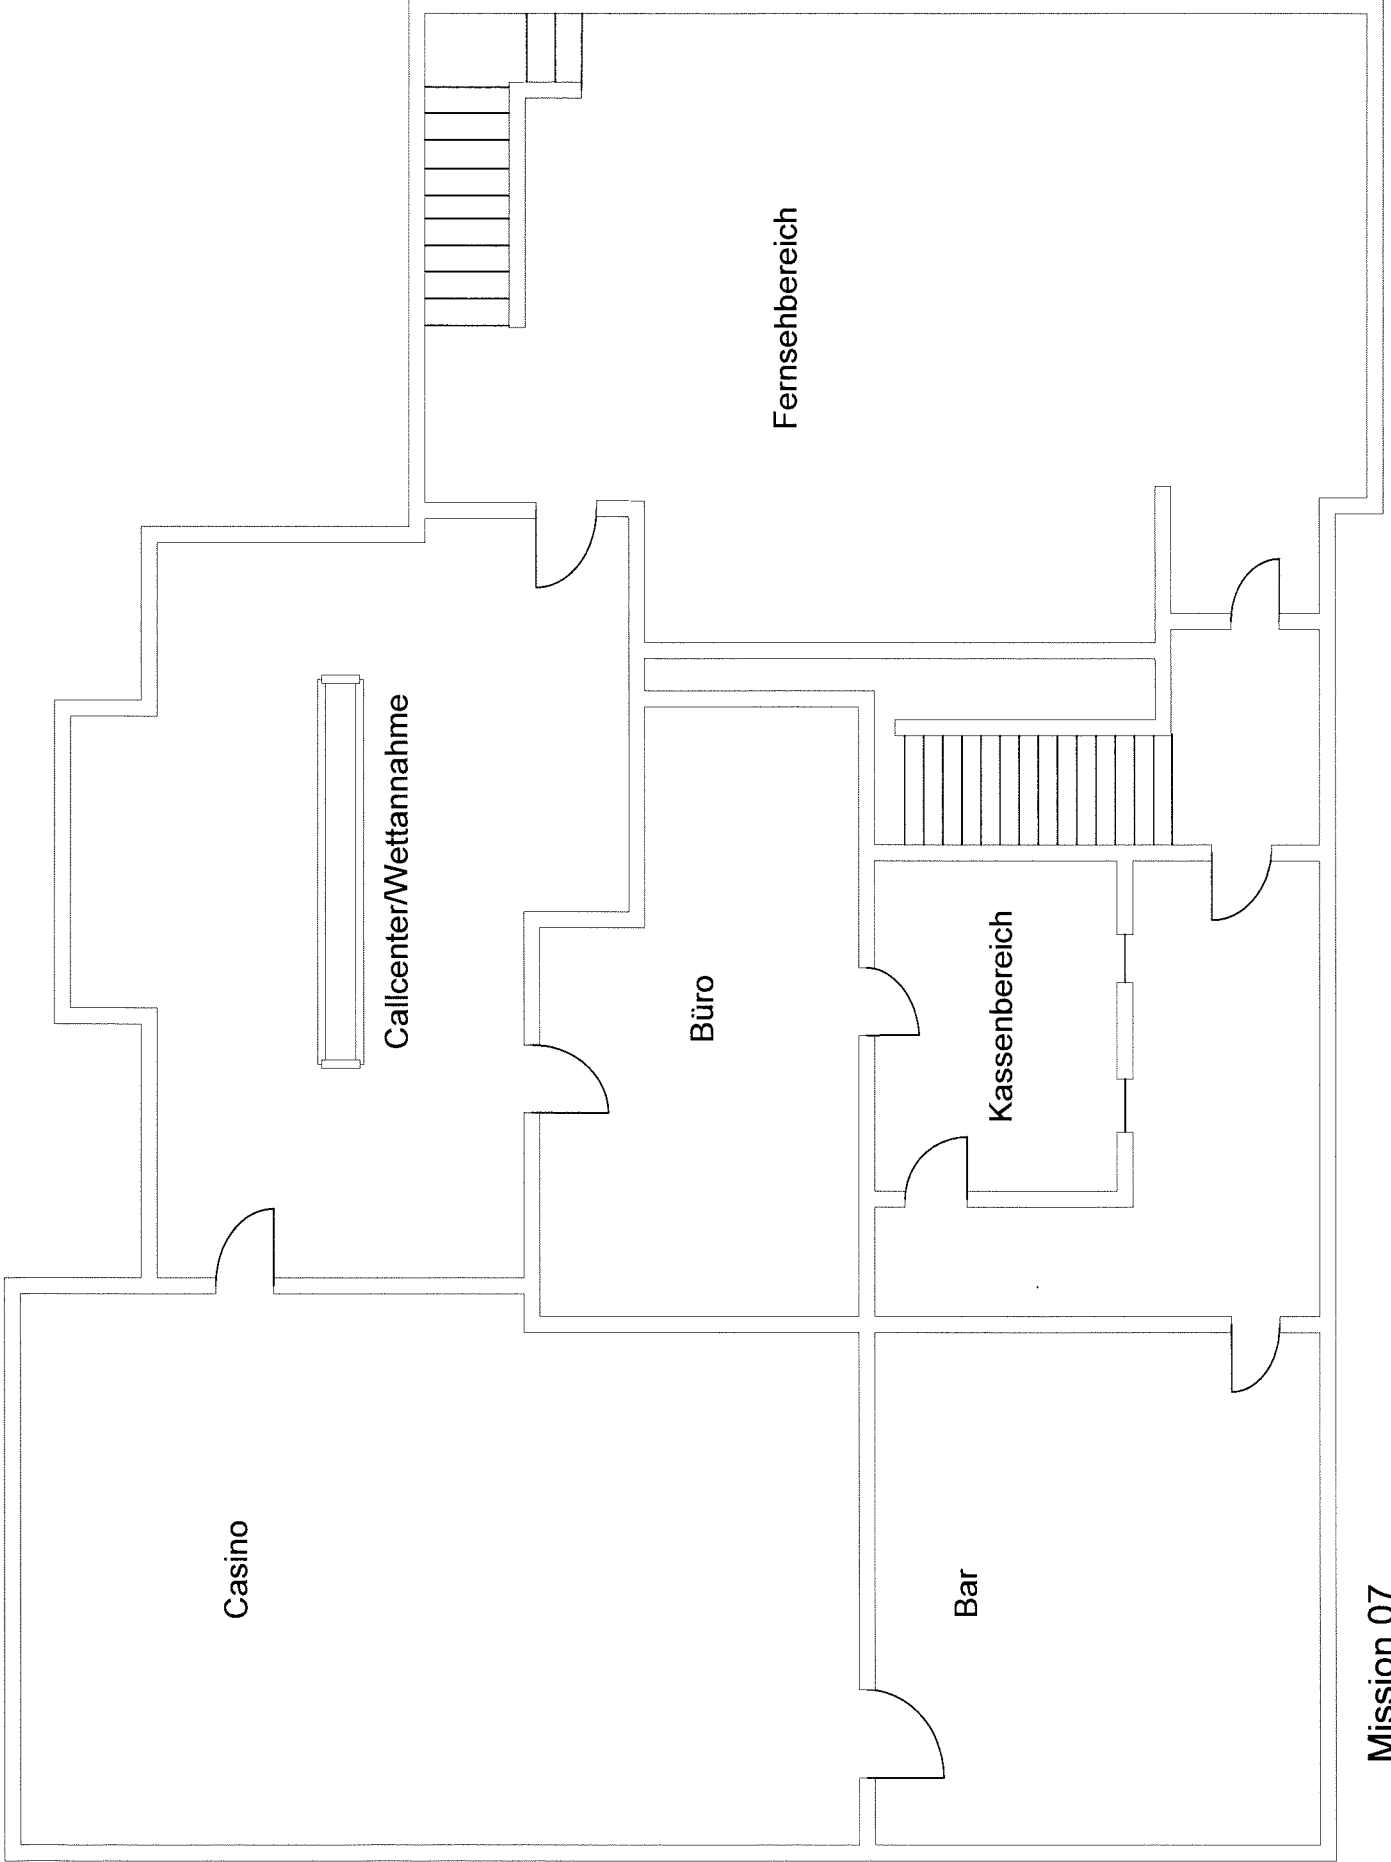 Casino
Callcenter/Wettannahme
Büro
Fernsehbereich
Bar
Kassenbereich
Mission 07